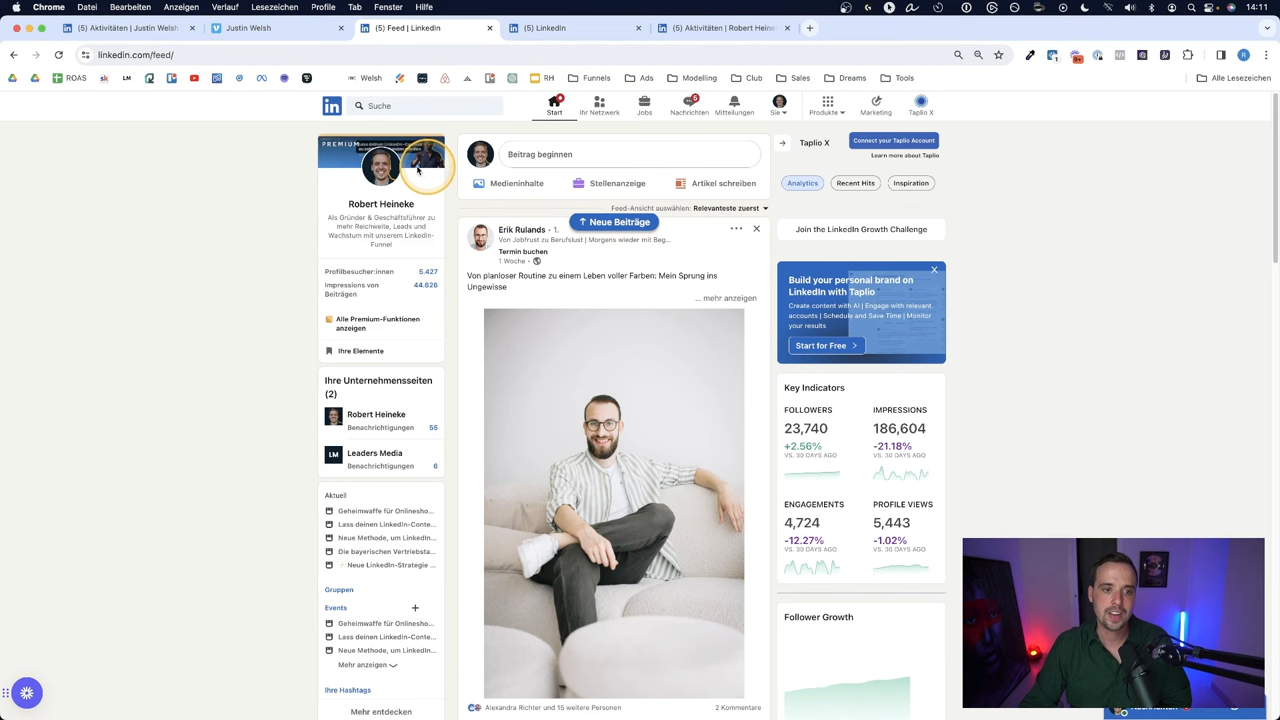 Chrome Datei Bearbeiten Anzeigen Verlauf Lesezeichen
14:11
(5) Aktivitäten | Justin Welsh
Justin Welsh
(5) Feed | LinkedIn
(5) LinkedIn
(5) Aktivitäten | Robert Heine
linkedin.com/feed/
R
ROAS
sk
LM
Welsh
RH
Funnels
Ads
Modelling
Club
Sales
Dreams
Tools
Alle Lesezeichen
in
Suche
Start
Ihr Netzwerk
Jobs
6
Nachrichten
Mitteilungen
Sie
Produkte
Marketing
Taplio X
PREMIUM
Robert Heineke
Als Gründer & Geschäftsführer zu
mehr Reichweite, Leads und
Wachstum mit unserem LinkedIn-
Funnel
Profilbesucher:innen 5.427
Impressions von
Beiträgen
44.626
Alle Premium-Funktionen
anzeigen
Ihre Elemente
Ihre Unternehmensseiten
(2)
Robert Heineke
Benachrichtigungen 55
LM
Leaders Media
Benachrichtigungen 6
Aktuell
Geheimwaffe für Onlinesho...
Lass deinen LinkedIn-Conte...
Neue Methode, um LinkedIn...
Die bayerischen Vertriebsta...
Neue LinkedIn-Strategie ...
Gruppen
Events +
Geheimwaffe für Onlinesho...
Lass deinen LinkedIn-Conte...
Neue Methode, um LinkedIn...
Mehr anzeigen
Ihre Hashtags
Mehr entdecken
Beitrag beginnen
Medieninhalte
Stellenanzeige
Artikel schreiben
Feed-Ansicht auswählen: Relevanteste zuerst
↑ Neue Beiträge
Erik Rulands • 1.
Von Jobfrust zu Berufslust | Morgens wieder mit Beg...
Termin buchen
1 Woche •
Von planloser Routine zu einem Leben voller Farben: Mein Sprung ins
Ungewisse
... mehr anzeigen
Alexandra Richter und 15 weitere Personen
2 Kommentare
Taplio X
Connect your Taplio Account
Learn more about Taplio
Analytics
Recent Hits
Inspiration
Join the LinkedIn Growth Challenge
Build your personal brand on
LinkedIn with Taplio
Create content with AI | Engage with relevant
accounts | Schedule and Save Time | Monitor
your results
Start for Free >
Key Indicators
FOLLOWERS
23,740
+2.56%
VS. 30 DAYS AGO
IMPRESSIONS
186,604
-21.18%
VS. 30 DAYS AGO
ENGAGEMENTS
4,724
-12.27%
VS. 30 DAYS AGO
PROFILE VIEWS
5,443
-1.02%
VS. 30 DAYS AGO
Follower Growth